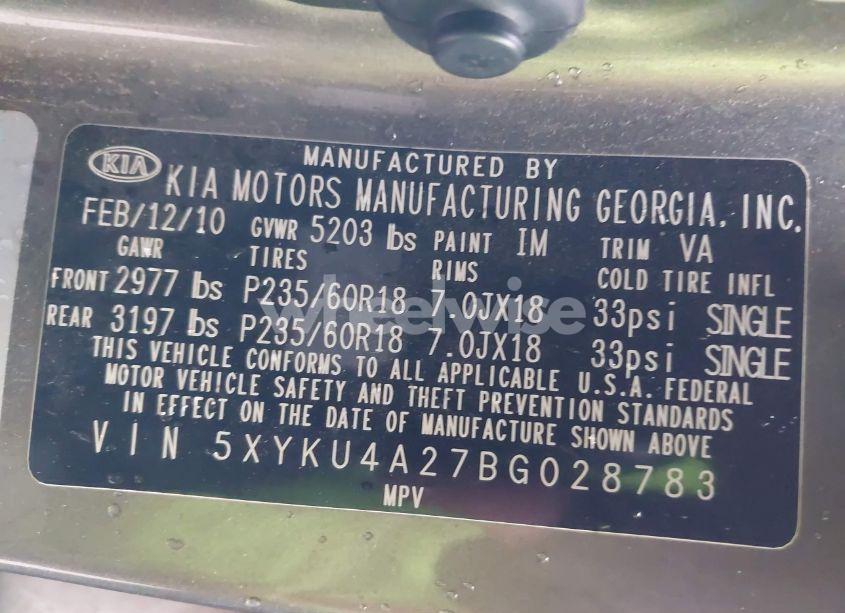 MANUFACTURED BY
KIA KIA MOTORS MANUFACTURING GEORGIA, INC.
FEB/12/10 GVWR 5203 lbs PAINT IM TRIM VA
GAWR TIRES RIMS COLD TIRE INFL
FRONT 2977 lbs P235/60R18 7.0JX18 33psi SINGLE
REAR 3197 lbs P235/60R18 7.0JX18 33psi SINGLE
THIS VEHICLE CONFORMS TO ALL APPLICABLE U.S.A. FEDERAL
MOTOR VEHICLE SAFETY AND THEFT PREVENTION STANDARDS
IN EFFECT ON THE DATE OF MANUFACTURE SHOWN ABOVE
VIN 5XYKU4A27BG028783
MPV
wheelwise